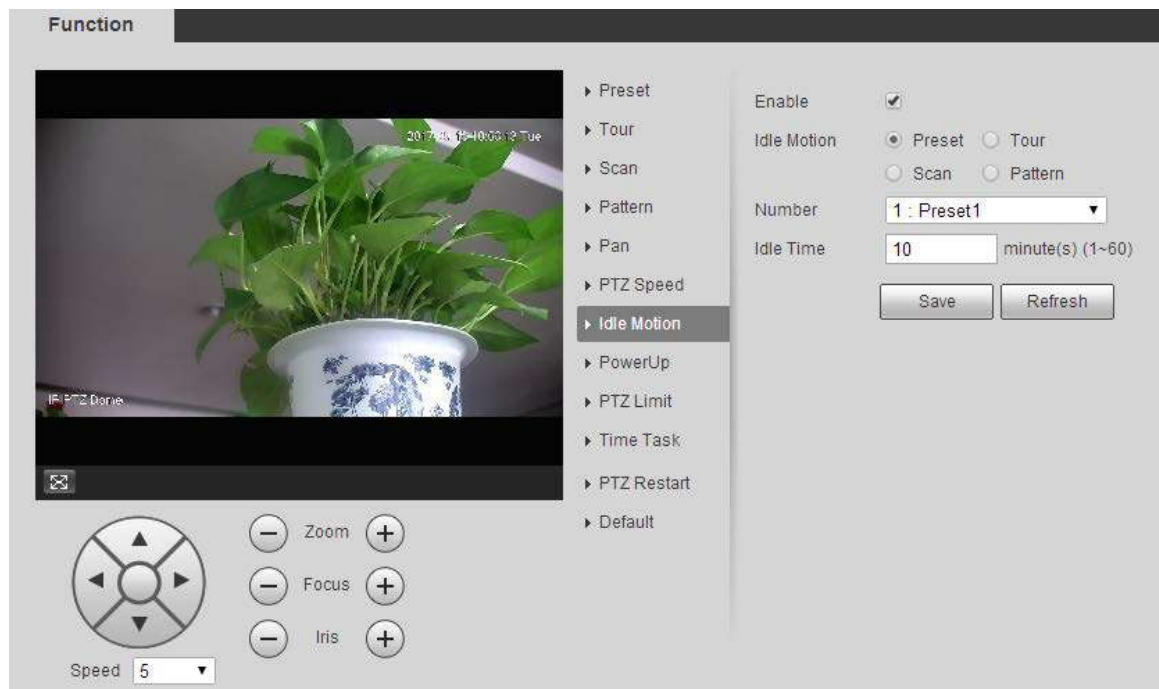 Function
Tue
IP PTZ Dome
Zoom
Focus
Iris
Speed 5
Preset
Tour
Scan
Pattern
Pan
PTZ Speed
Idle Motion
PowerUp
PTZ Limit
Time Task
PTZ Restart
Default
Enable
Idle Motion Preset Tour
Scan Pattern
Number 1 : Preset1
Idle Time 10 minute(s) (1~60)
Save Refresh